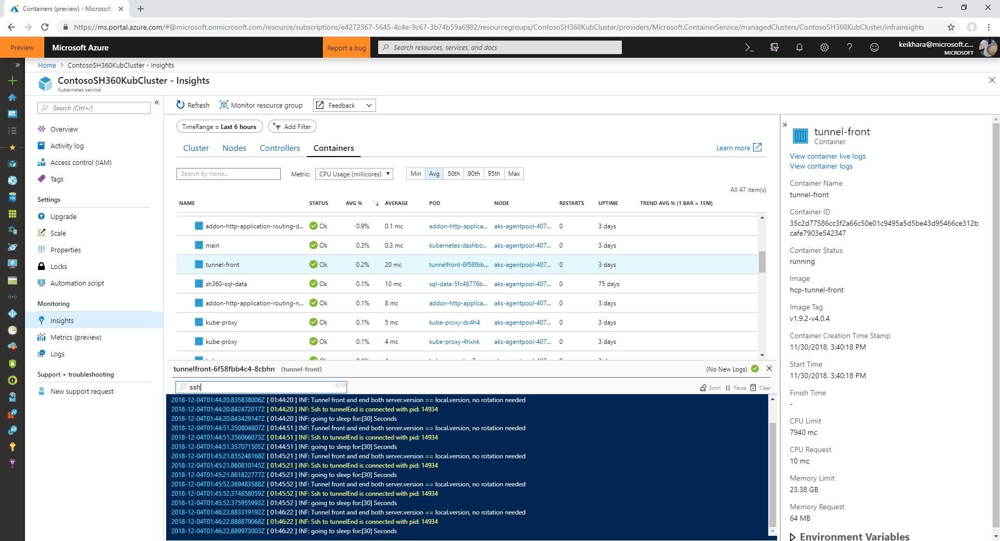 Containers (preview) - Microsoft
https://ms.portal.azure.com/#@microsoft.onmicrosoft.com/resource/subscriptions/e4272367-5645-4c4e-9c67-3b74b59a6982/resourcegroups/ContosoSH360KubCluster/providers/Microsoft.ContainerService/managedClusters/ContosoSH360KubCluster/infrainsights
Preview
Microsoft Azure
Report a bug
Search resources, services, and docs
keikhara@microsoft.c...
MICROSOFT
Home > ContosoSH360KubCluster - Insights
ContosoSH360KubCluster - Insights
Kubernetes service
Search (Ctrl+/)
Overview
Activity log
Access control (IAM)
Tags
Settings
Upgrade
Scale
Properties
Locks
Automation script
Monitoring
Insights
Metrics (preview)
Logs
Support + troubleshooting
New support request
Refresh
Monitor resource group
Feedback
TimeRange = Last 6 hours
Add Filter
Cluster Nodes Controllers Containers
Learn more
Search by name...
Metric: CPU Usage (millicores)
Min Avg 50th 90th 95th Max
All 47 item(s)
NAME STATUS AVG % AVERAGE POD NODE RESTARTS UPTIME TREND AVG % (1 BAR = 15M)
addon-http-application-routing-d... Ok 0.9% 0.1 mc addon-http-applica... aks-agentpool-407... 0 3 days
main Ok 0.3% 0.3 mc kubernetes-dashbo... aks-agentpool-407... 0 3 days
tunnel-front Ok 0.2% 20 mc tunnelfront-6f58fbb... aks-agentpool-407... 0 3 days
sh360-sql-data Ok 0.1% 10 mc sql-data-5fc46776b... aks-agentpool-407... 0 75 days
addon-http-application-routing-n... Ok 0.1% 8 mc addon-http-applica... aks-agentpool-407... 0 3 days
kube-proxy Ok 0.1% 5 mc kube-proxy-dc4h4 aks-agentpool-407... 0 3 days
kube-proxy Ok 0.1% 4 mc kube-proxy-4hxnk aks-agentpool-407... 0 3 days
tunnelfront-6f58fbb4c4-8cbhn (tunnel-front)
(No New Logs)
ssh
Scroll Pause Clear
2018-12-04T01:44:20.835838006Z [ 01:44:20 ] INF: Tunnel front and end both server.version == local.version, no rotation needed
2018-12-04T01:44:20.842472017Z [ 01:44:20 ] INF: Ssh to tunnelEnd is connected with pid: 14934
2018-12-04T01:44:20.843429147Z [ 01:44:20 ] INF: going to sleep for:[30] Seconds
2018-12-04T01:44:51.350804807Z [ 01:44:51 ] INF: Tunnel front and end both server.version == local.version, no rotation needed
2018-12-04T01:44:51.356066073Z [ 01:44:51 ] INF: Ssh to tunnelEnd is connected with pid: 14934
2018-12-04T01:44:51.357071505Z [ 01:44:51 ] INF: going to sleep for:[30] Seconds
2018-12-04T01:45:21.855248168Z [ 01:45:21 ] INF: Tunnel front and end both server.version == local.version, no rotation needed
2018-12-04T01:45:21.860810145Z [ 01:45:21 ] INF: Ssh to tunnelEnd is connected with pid: 14934
2018-12-04T01:45:21.861822777Z [ 01:45:21 ] INF: going to sleep for:[30] Seconds
2018-12-04T01:45:52.369483588Z [ 01:45:52 ] INF: Tunnel front and end both server.version == local.version, no rotation needed
2018-12-04T01:45:52.374858059Z [ 01:45:52 ] INF: Ssh to tunnelEnd is connected with pid: 14934
2018-12-04T01:45:52.375955993Z [ 01:45:52 ] INF: going to sleep for:[30] Seconds
2018-12-04T01:46:22.883319192Z [ 01:46:22 ] INF: Tunnel front and end both server.version == local.version, no rotation needed
2018-12-04T01:46:22.888879068Z [ 01:46:22 ] INF: Ssh to tunnelEnd is connected with pid: 14934
2018-12-04T01:46:22.889973003Z [ 01:46:22 ] INF: going to sleep for:[30] Seconds
tunnel-front
Container
View container live logs
View container logs
Container Name
tunnel-front
Container ID
35c2d77586cc3f2a66c50e01c9495a5d5be43d95466ce312b
cafe7903e542347
Container Status
running
Image
hcp-tunnel-front
Image Tag
v1.9.2-v4.0.4
Container Creation Time Stamp
11/30/2018, 3:40:18 PM
Start Time
11/30/2018, 3:40:18 PM
Finish Time
-
CPU Limit
7940 mc
CPU Request
10 mc
Memory Limit
23.38 GB
Memory Request
64 MB
Environment Variables